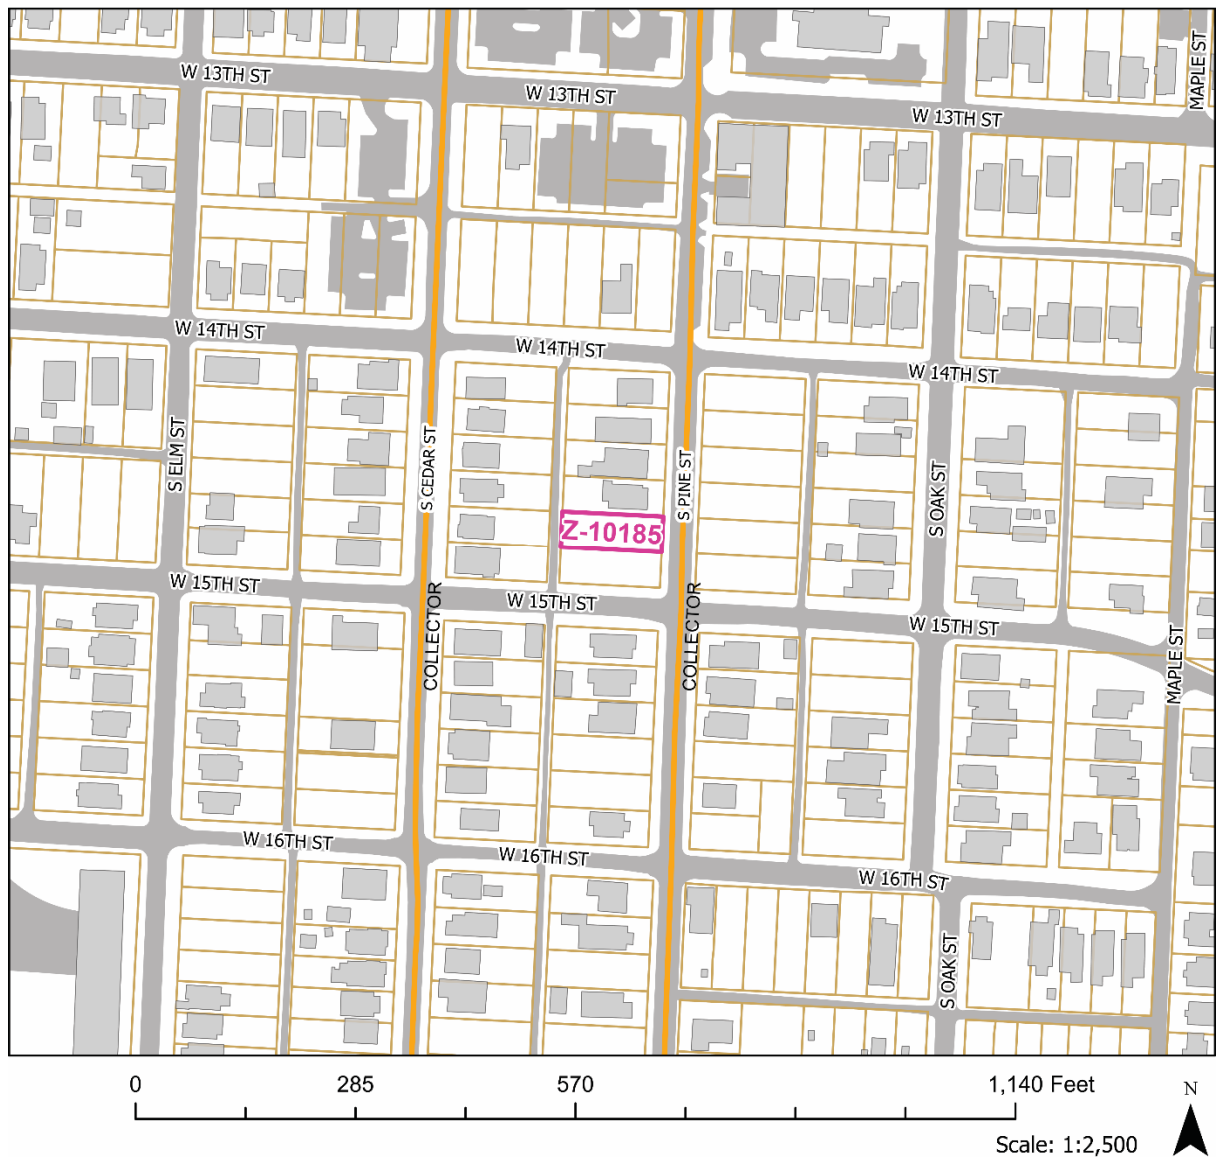 MAPLE ST
W 13TH ST
W 13TH ST
W 13TH ST
W 14TH ST
W 14TH ST
W 14TH ST
S ELM ST
S CEDAR ST
S PINE ST
S OAK ST
Z-10185
W 15TH ST
W 15TH ST
W 15TH ST
COLLECTOR
COLLECTOR
MAPLE ST
W 16TH ST
W 16TH ST
W 16TH ST
S OAK ST
0 285 570 1,140 Feet
N
Scale: 1:2,500